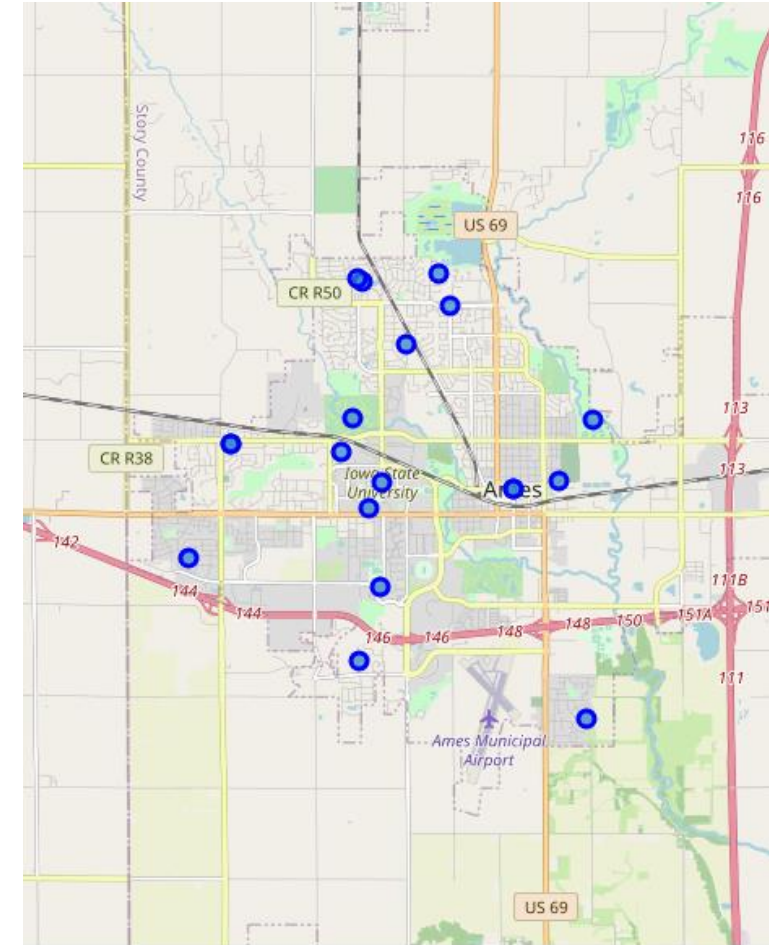 116
Story County
116
US 69
CR R50
113
CR R38
113
Iowa State
University
Ames
142
144
144
111B
151
151A
150
148
148
146
146
111
Ames Municipal
Airport
US 69